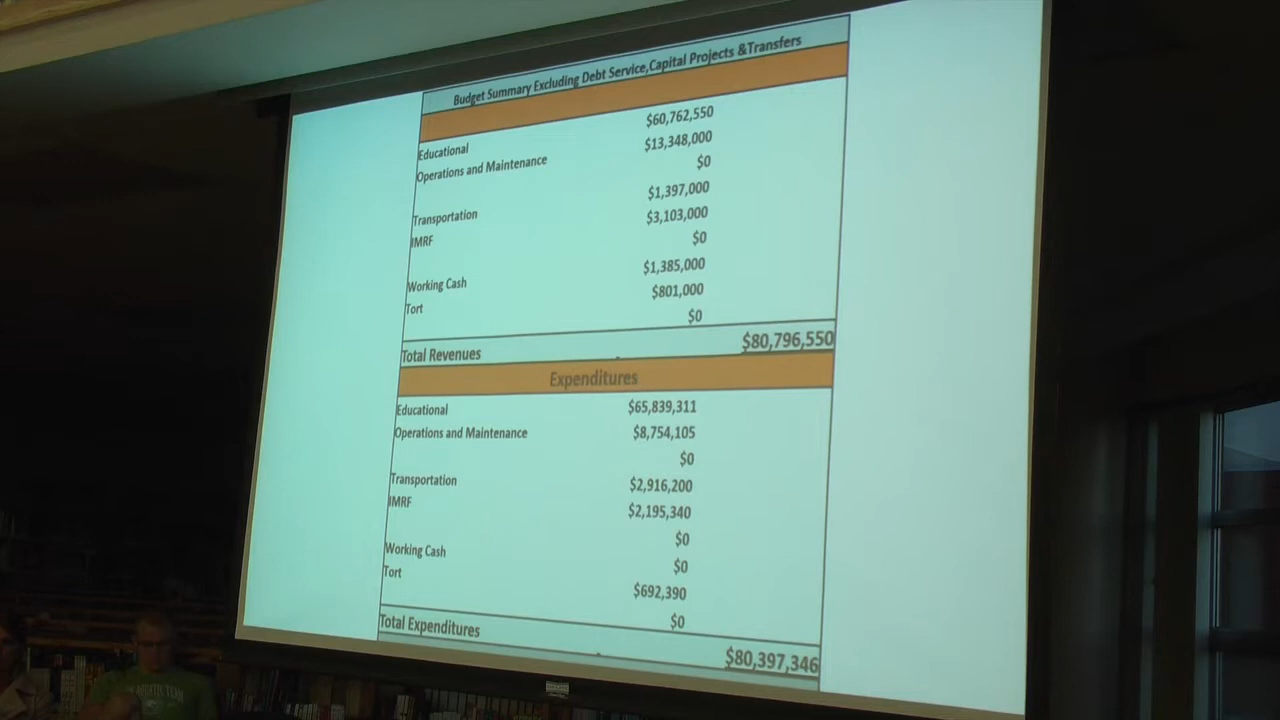 Budget Summary Excluding Debt Service,Capital Projects &Transfers
Educational $60,762,550
Operations and Maintenance $13,348,000
$0
Transportation $1,397,000
IMRF $3,103,000
$0
Working Cash $1,385,000
Tort $801,000
$0
Total Revenues $80,796,550
Expenditures
Educational $65,839,311
Operations and Maintenance $8,754,105
$0
Transportation $2,916,200
IMRF $2,195,340
$0
Working Cash $0
Tort $692,390
$0
Total Expenditures $80,397,346